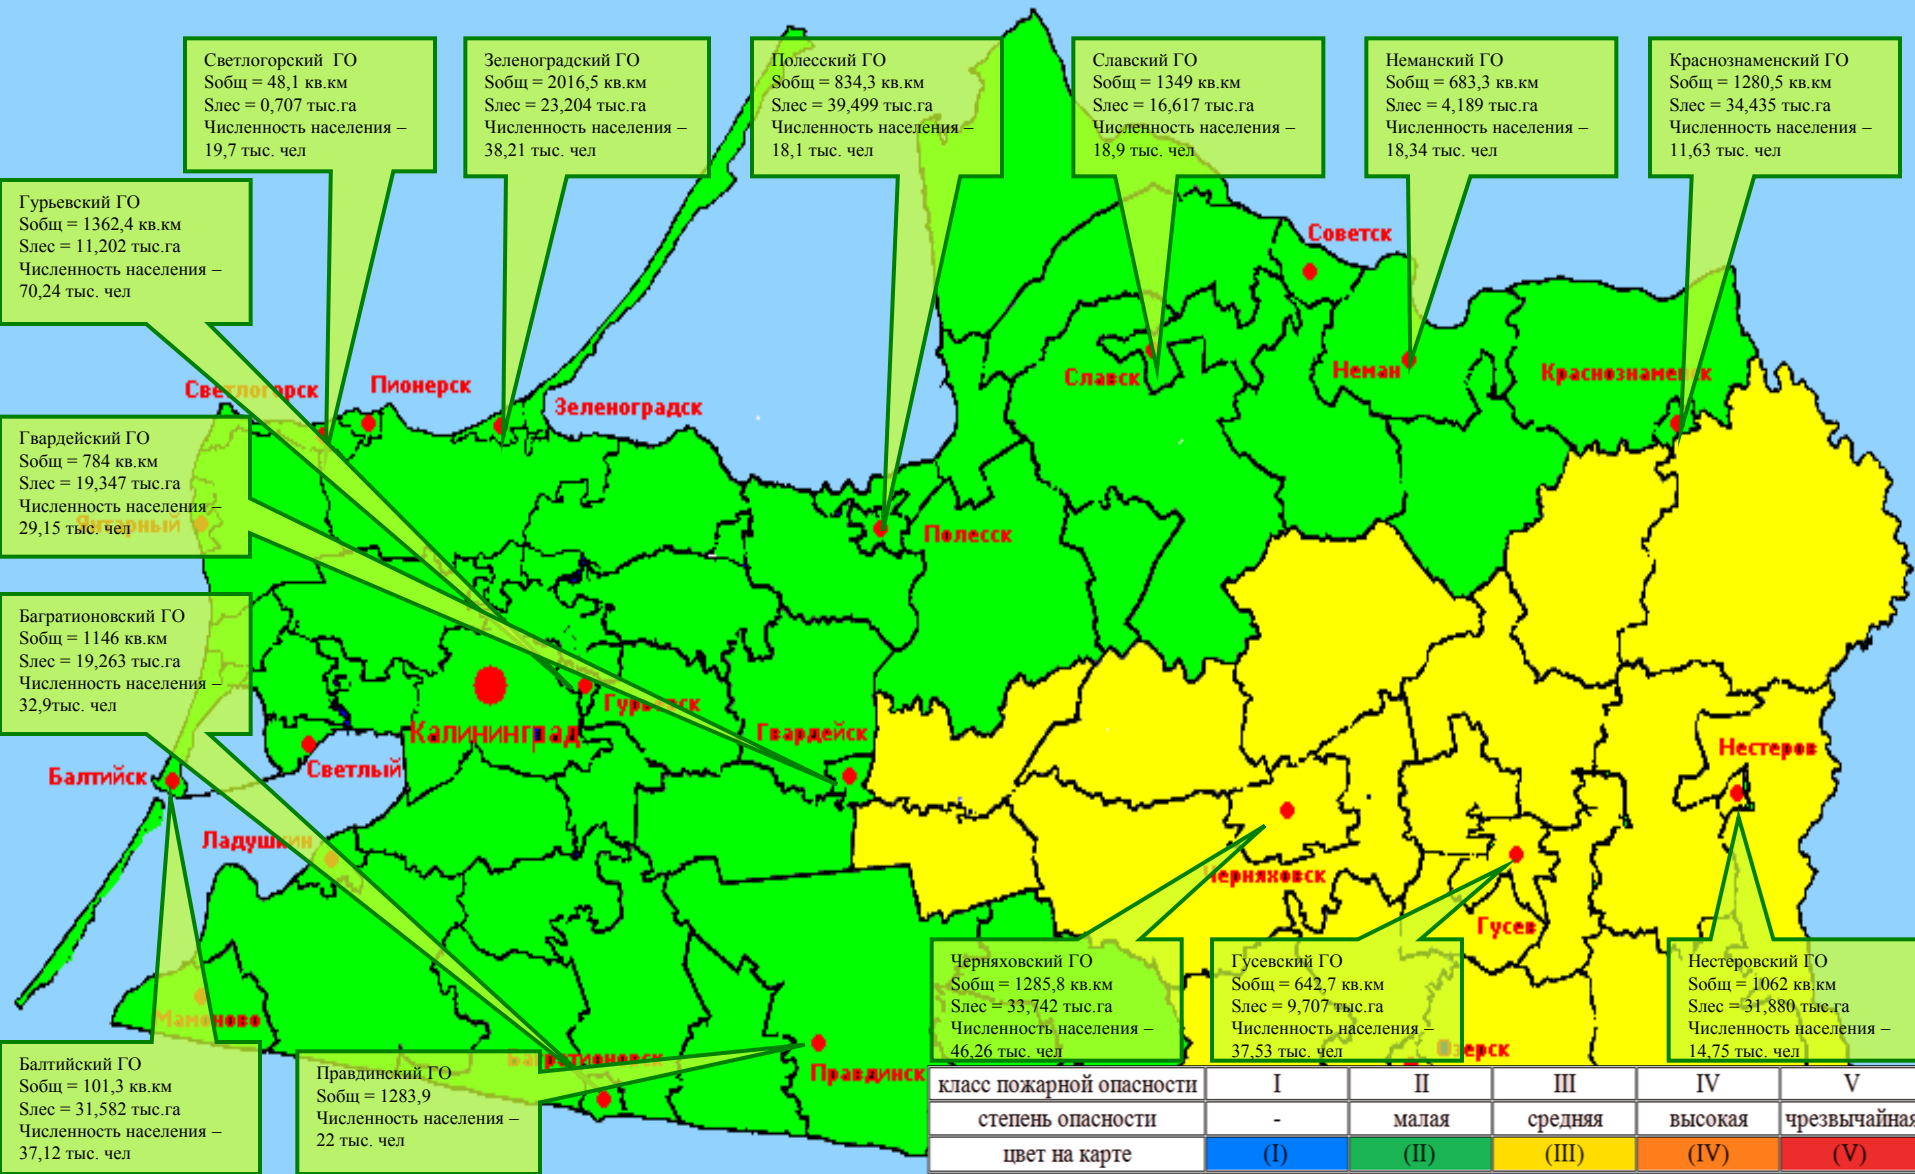 Светлогорский ГО
Sобщ = 48,1 кв.км
Sлес = 0,707 тыс.га
Численность населения –
19,7 тыс. чел
Зеленоградский ГО
Sобщ = 2016,5 кв.км
Sлес = 23,204 тыс.га
Численность населения –
38,21 тыс. чел
Полесский ГО
Sобщ = 834,3 кв.км
Sлес = 39,499 тыс.га
Численность населения –
18,1 тыс. чел
Славский ГО
Sобщ = 1349 кв.км
Sлес = 16,617 тыс.га
Численность населения –
18,9 тыс. чел
Неманский ГО
Sобщ = 683,3 кв.км
Sлес = 4,189 тыс.га
Численность населения –
18,34 тыс. чел
Краснознаменский ГО
Sобщ = 1280,5 кв.км
Sлес = 34,435 тыс.га
Численность населения –
11,63 тыс. чел
Гурьевский ГО
Sобщ = 1362,4 кв.км
Sлес = 11,202 тыс.га
Численность населения –
70,24 тыс. чел
Советск
Славск
Неман
Краснознаменск
Светлогорск
Пионерск
Зеленоградск
Гвардейский ГО
Sобщ = 784 кв.км
Sлес = 19,347 тыс.га
Численность населения –
29,15 тыс. чел
Янтарный
Полесск
Багратионовский ГО
Sобщ = 1146 кв.км
Sлес = 19,263 тыс.га
Численность населения –
32,9тыс. чел
Гурьевск
Калининград
Гвардейск
Нестеров
Балтийск
Светлый
Ладушкин
Черняховск
Гусев
Мамоново
Багратионовск
Правдинск
Озерск
Черняховский ГО
Sобщ = 1285,8 кв.км
Sлес = 33,742 тыс.га
Численность населения –
46,26 тыс. чел
Гусевский ГО
Sобщ = 642,7 кв.км
Sлес = 9,707 тыс.га
Численность населения –
37,53 тыс. чел
Нестеровский ГО
Sобщ = 1062 кв.км
Sлес = 31,880 тыс.га
Численность населения –
14,75 тыс. чел
Балтийский ГО
Sобщ = 101,3 кв.км
Sлес = 31,582 тыс.га
Численность населения –
37,12 тыс. чел
Правдинский ГО
Sобщ = 1283,9
Численность населения –
22 тыс. чел
класс пожарной опасности I II III IV V
степень опасности - малая средняя высокая чрезвычайная
цвет на карте (I) (II) (III) (IV) (V)